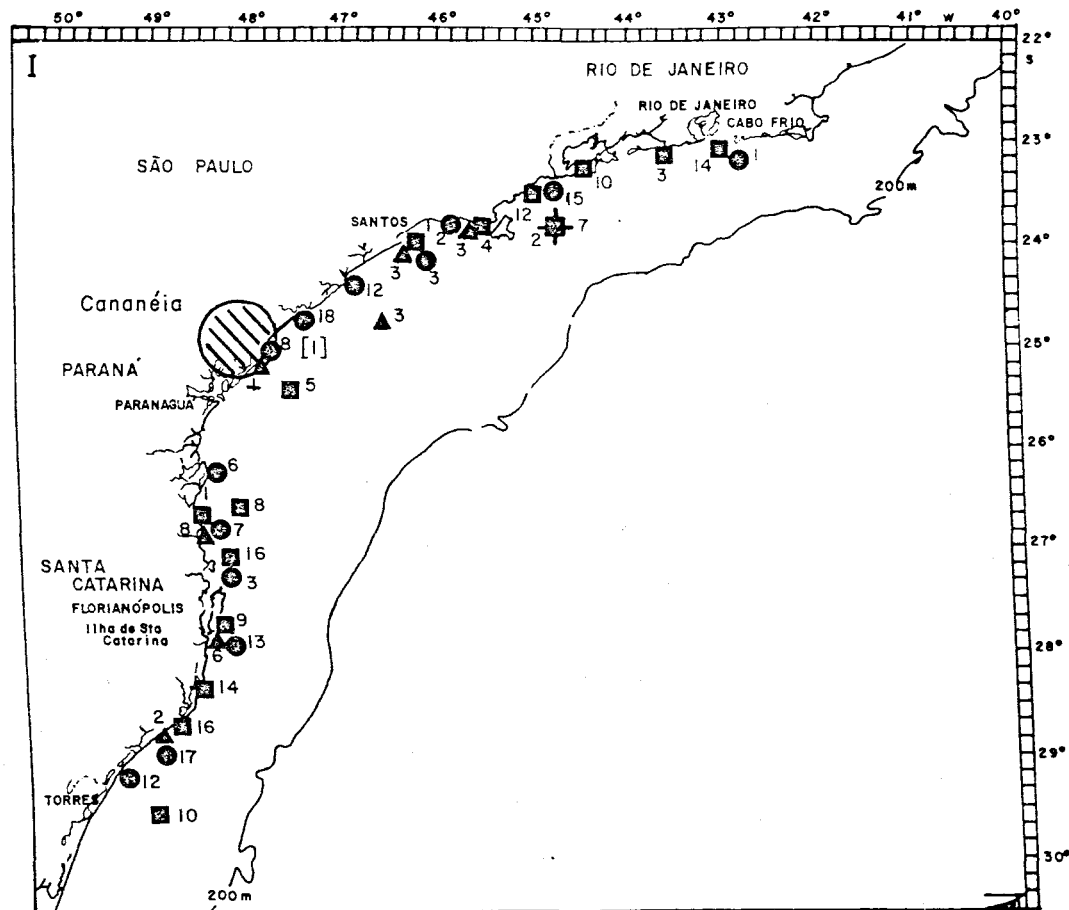 50° 49° 48° 47 46 45° 44° 43° 42° 41° W 40°
22°
S
I
RIO DE JANEIRO
RIO DE JANEIRO
CABO FRIO
23°
SÃO PAULO
14 1
3
10
200m
15
12
SANTOS 1 2 3 4 2 7
24°
3 3
12
Cananéia
18 3
8 [1]
25°
PARANÁ
5
PARANAGUA
26°
6
8
8 7
27°
16
SANTA
CATARINA
3
FLORIANÓPOLIS
Ilha de Sta
Catarina
9
6 13
28°
14
2 16
17
29°
12
TORRES
10
30°
200m